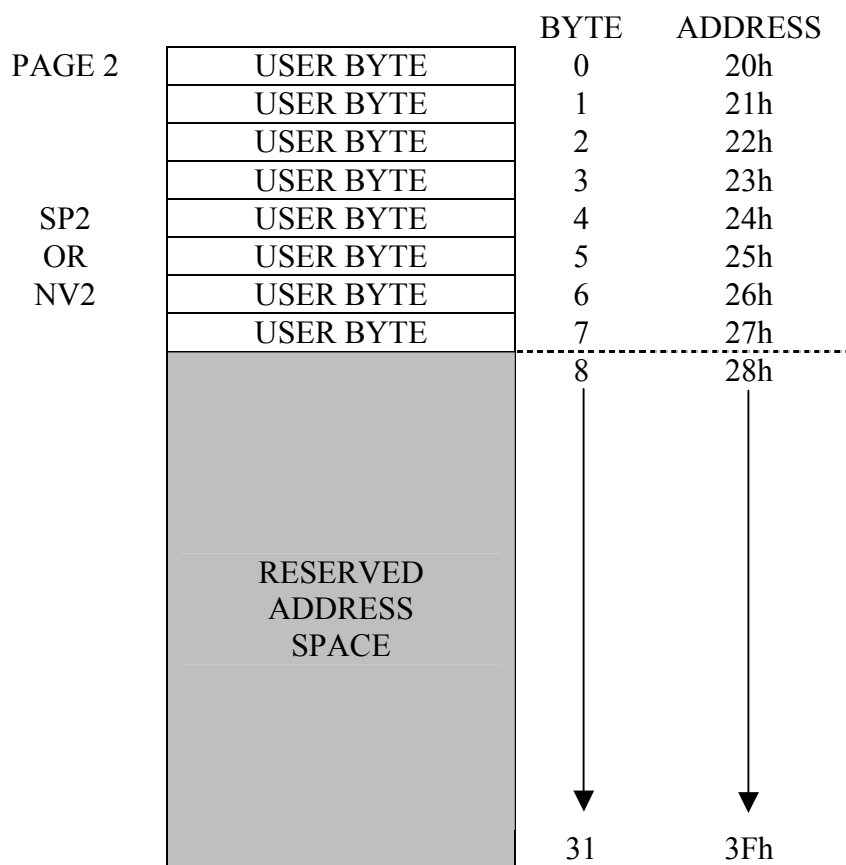 BYTE ADDRESS
PAGE 2 USER BYTE 0 20h
USER BYTE 1 21h
USER BYTE 2 22h
USER BYTE 3 23h
SP2 USER BYTE 4 24h
OR USER BYTE 5 25h
NV2 USER BYTE 6 26h
USER BYTE 7 27h
8 28h
RESERVED
ADDRESS
SPACE
31 3Fh